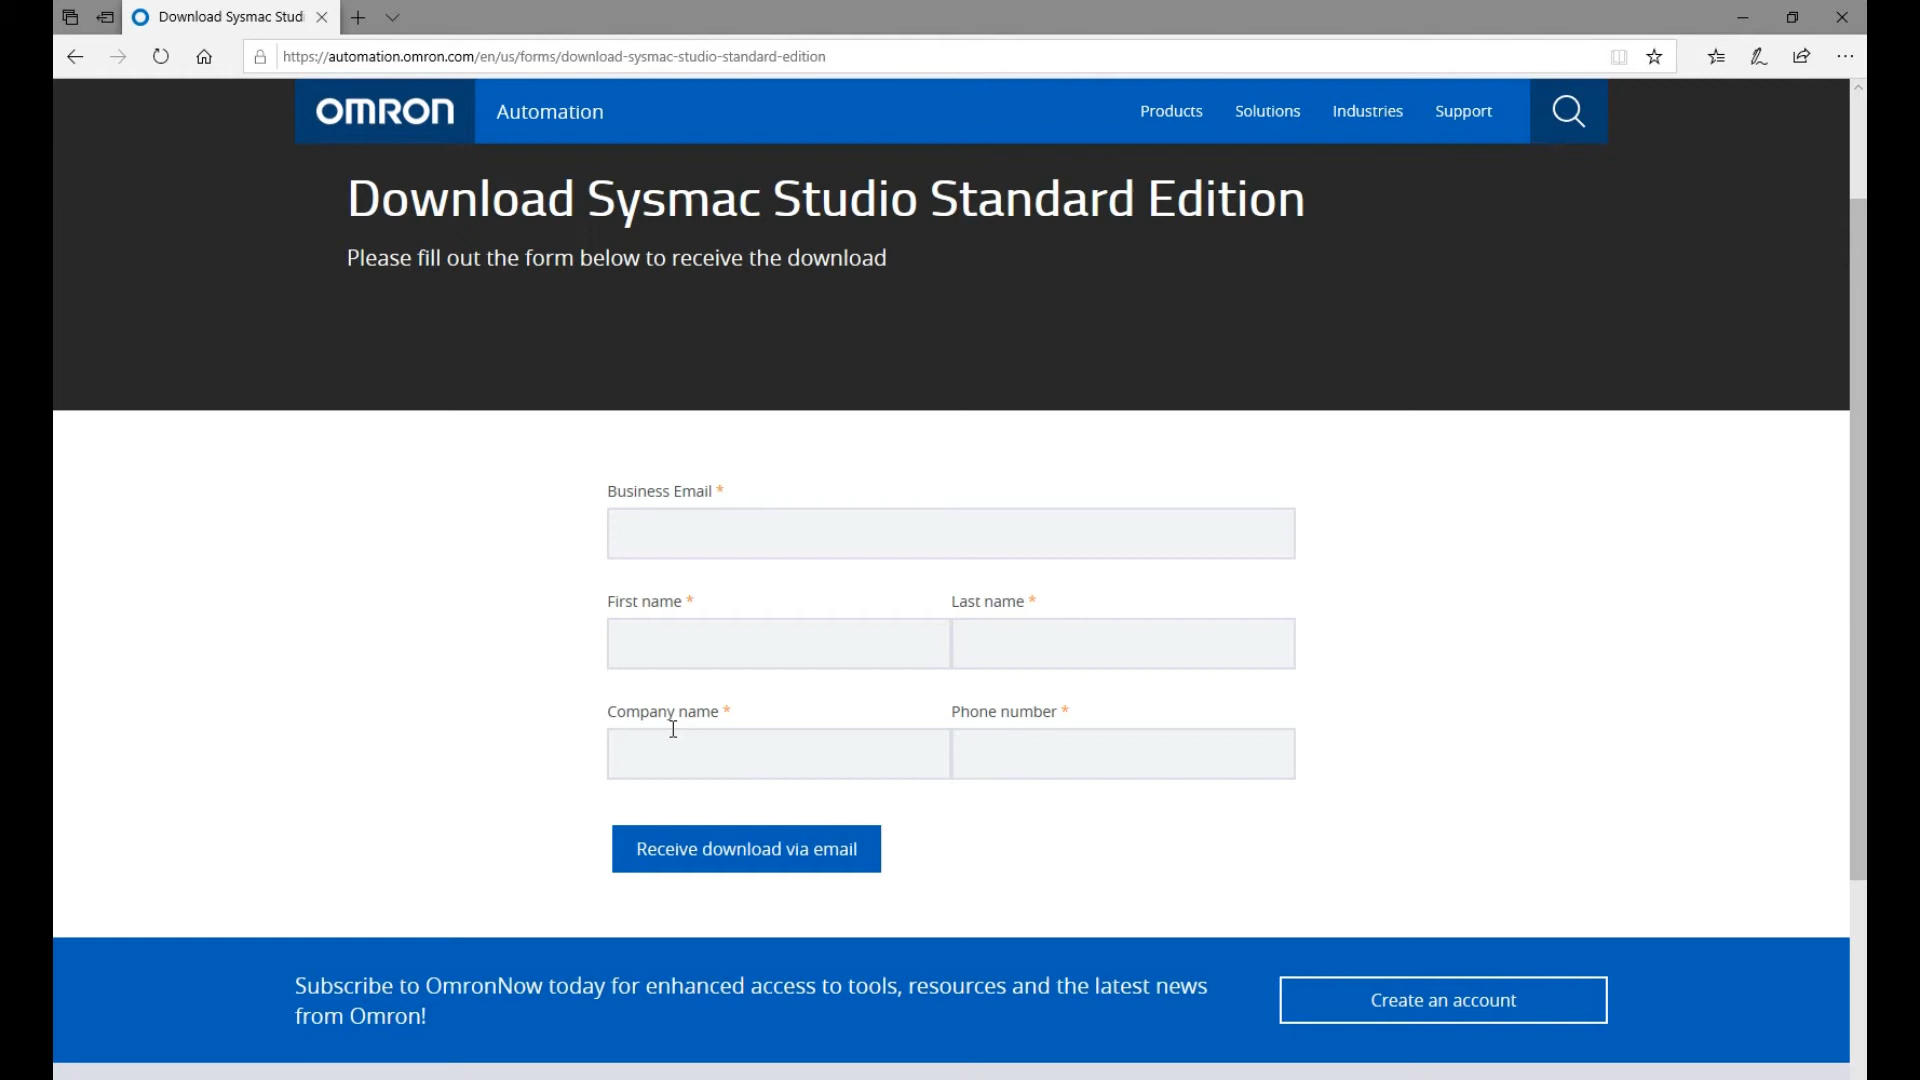 Download Sysmac Studi
https://automation.omron.com/en/us/forms/download-sysmac-studio-standard-edition
OMRON Automation Products Solutions Industries Support
Download Sysmac Studio Standard Edition
Please fill out the form below to receive the download
Business Email *
First name * Last name *
Company name * Phone number *
Receive download via email
Subscribe to OmronNow today for enhanced access to tools, resources and the latest news
from Omron!
Create an account